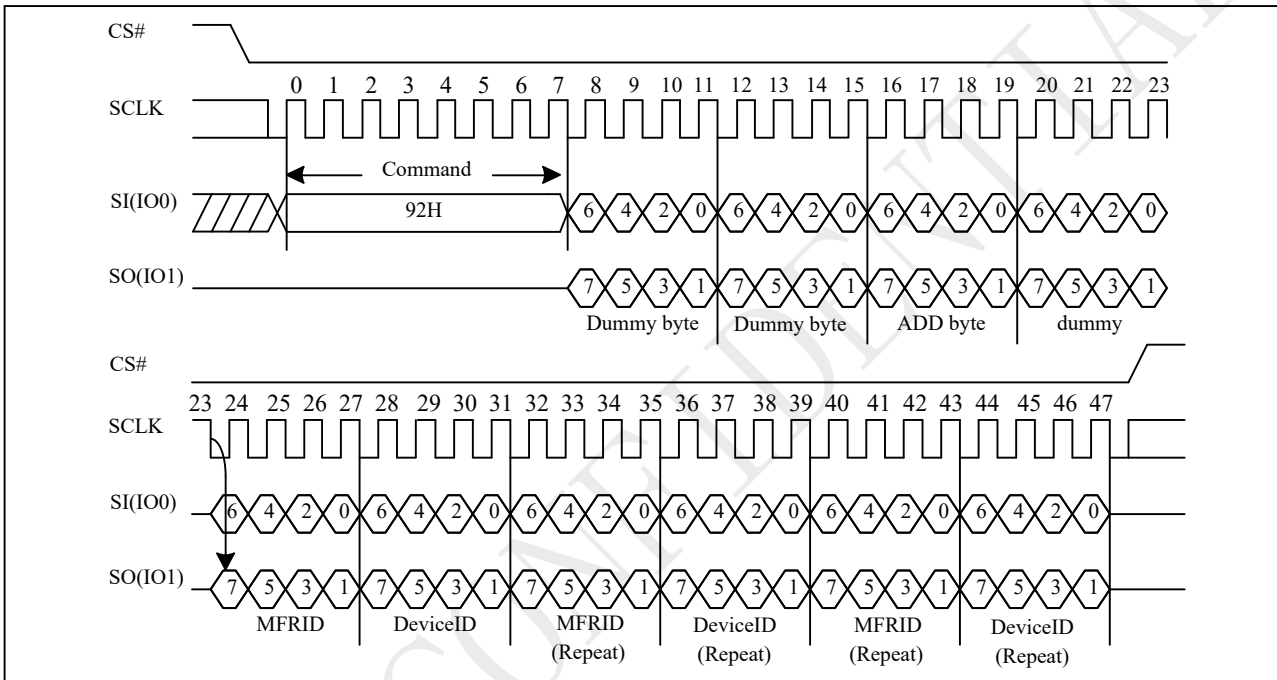 CS#
0 1 2 3 4 5 6 7 8 9 10 11 12 13 14 15 16 17 18 19 20 21 22 23
SCLK
Command
SI(IO0)
92H
6 4 2 0 6 4 2 0 6 4 2 0 6 4 2 0
SO(IO1)
7 5 3 1 7 5 3 1 7 5 3 1 7 5 3 1
Dummy byte Dummy byte ADD byte dummy
CS#
23 24 25 26 27 28 29 30 31 32 33 34 35 36 37 38 39 40 41 42 43 44 45 46 47
SCLK
SI(IO0)
6 4 2 0 6 4 2 0 6 4 2 0 6 4 2 0 6 4 2 0 6 4 2 0
SO(IO1)
7 5 3 1 7 5 3 1 7 5 3 1 7 5 3 1 7 5 3 1 7 5 3 1
MFRID DeviceID MFRID DeviceID MFRID DeviceID
(Repeat) (Repeat) (Repeat) (Repeat)
CONFIDENTIAL